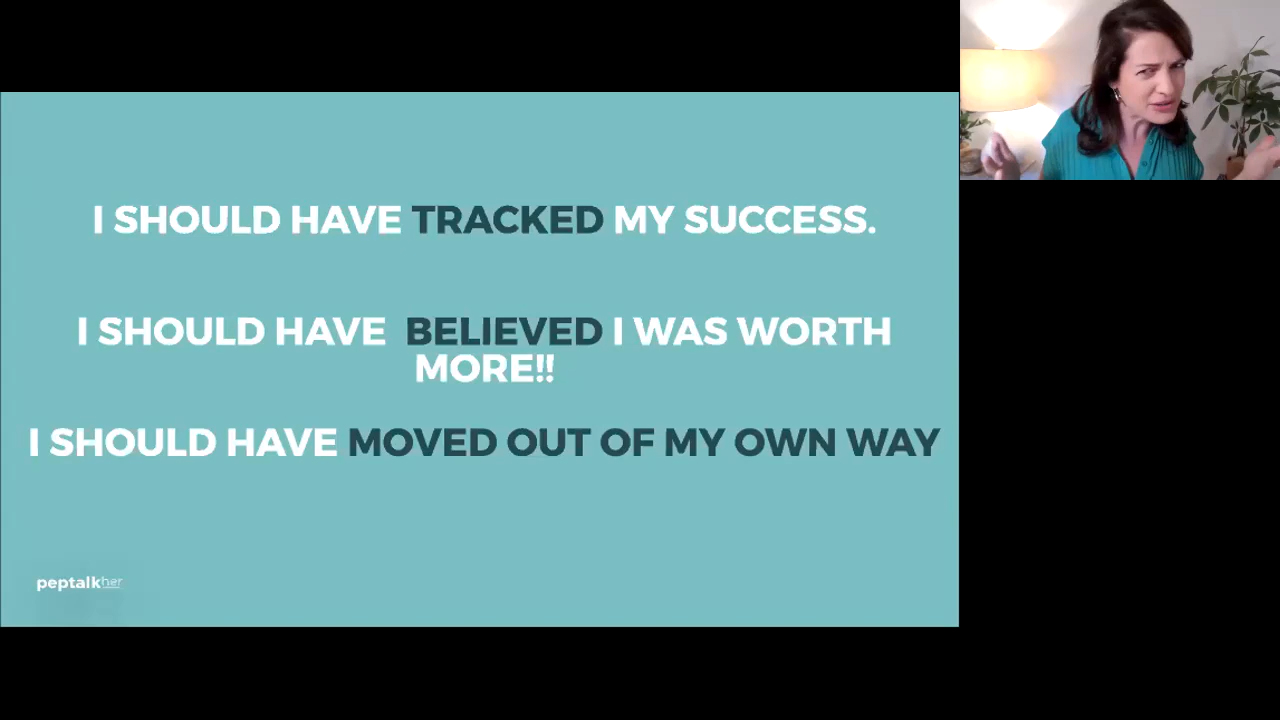 I SHOULD HAVE TRACKED MY SUCCESS.
I SHOULD HAVE BELIEVED I WAS WORTH
MORE!!
I SHOULD HAVE MOVED OUT OF MY OWN WAY
peptalkher